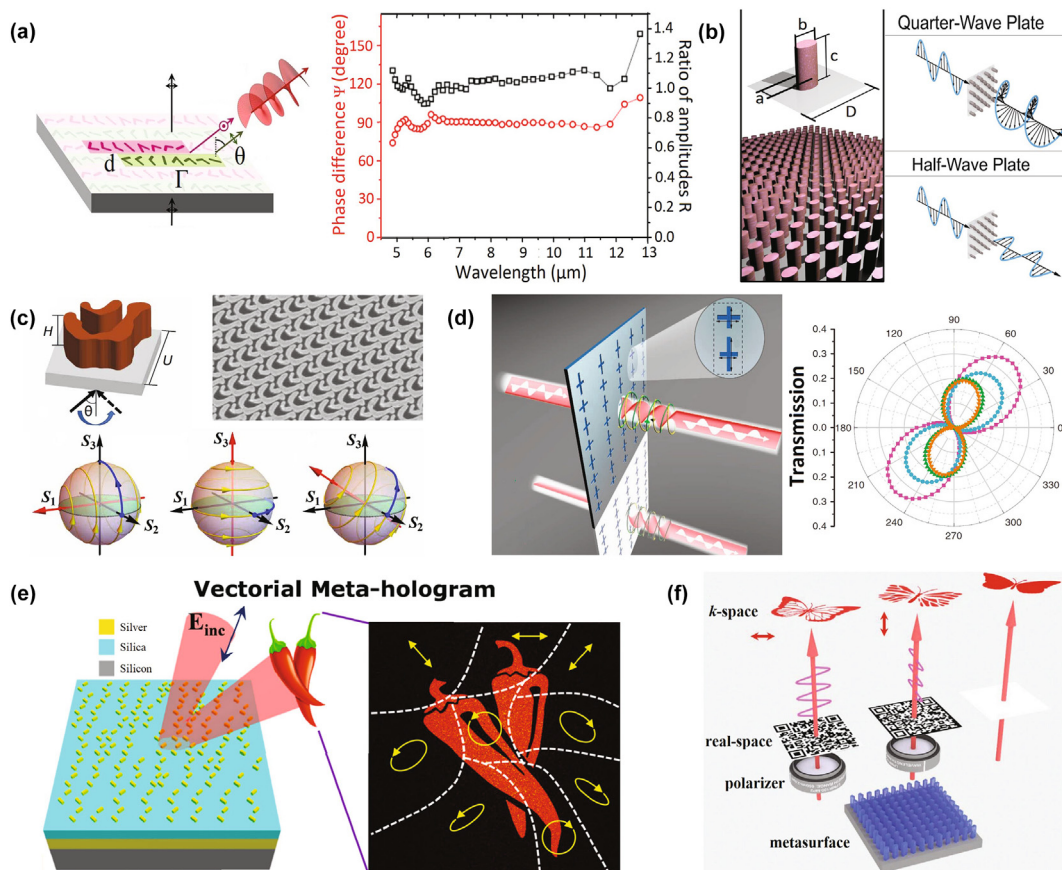 (a)
d
Γ
θ
Phase difference Ψ (degree)
150
120
90
60
30
0
Ratio of amplitudes R
1.4
1.2
1.0
0.8
0.6
0.4
0.2
0.0
5 6 7 8 9 10 11 12 13
Wavelength (μm)
(b)
b
c
a
D
Quarter-Wave Plate
Half-Wave Plate
(c)
H
U
θ
S3
S1
S2
S3
S1
S2
S3
S1
S2
(d)
Transmission
0.4
0.3
0.2
0.1
0.0
0.1
0.2
0.3
0.4
90
120 60
150 30
180 0
210 330
240 300
270
(e)
Vectorial Meta-hologram
Silver
Silica
Silicon
Einc
(f)
k-space
real-space
polarizer
metasurface